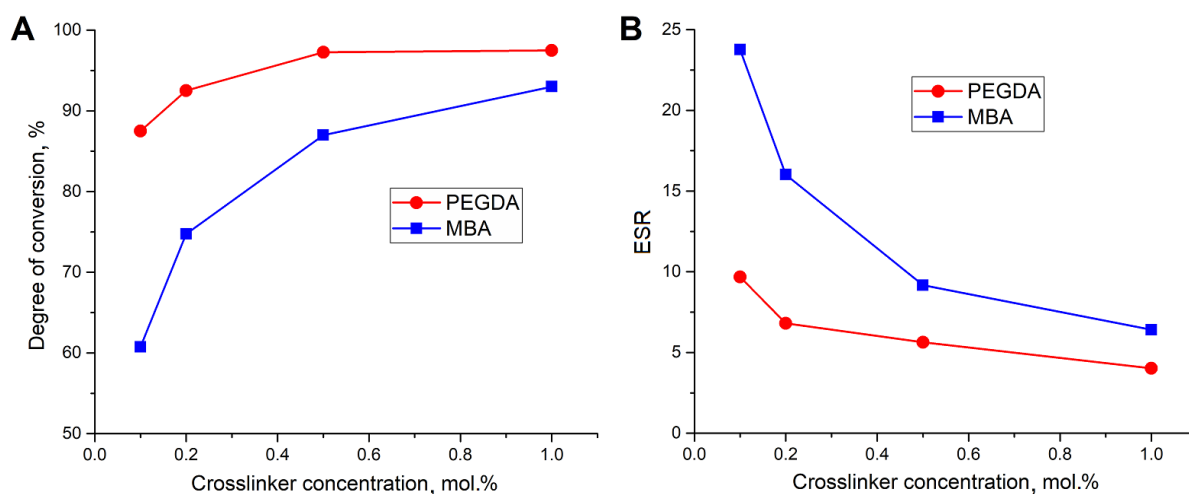 A
Degree of conversion, %
100
90
80
70
60
50
PEGDA
MBA
0.0 0.2 0.4 0.6 0.8 1.0
Crosslinker concentration, mol.%
B
ESR
25
20
15
10
5
0
PEGDA
MBA
0.0 0.2 0.4 0.6 0.8 1.0
Crosslinker concentration, mol.%